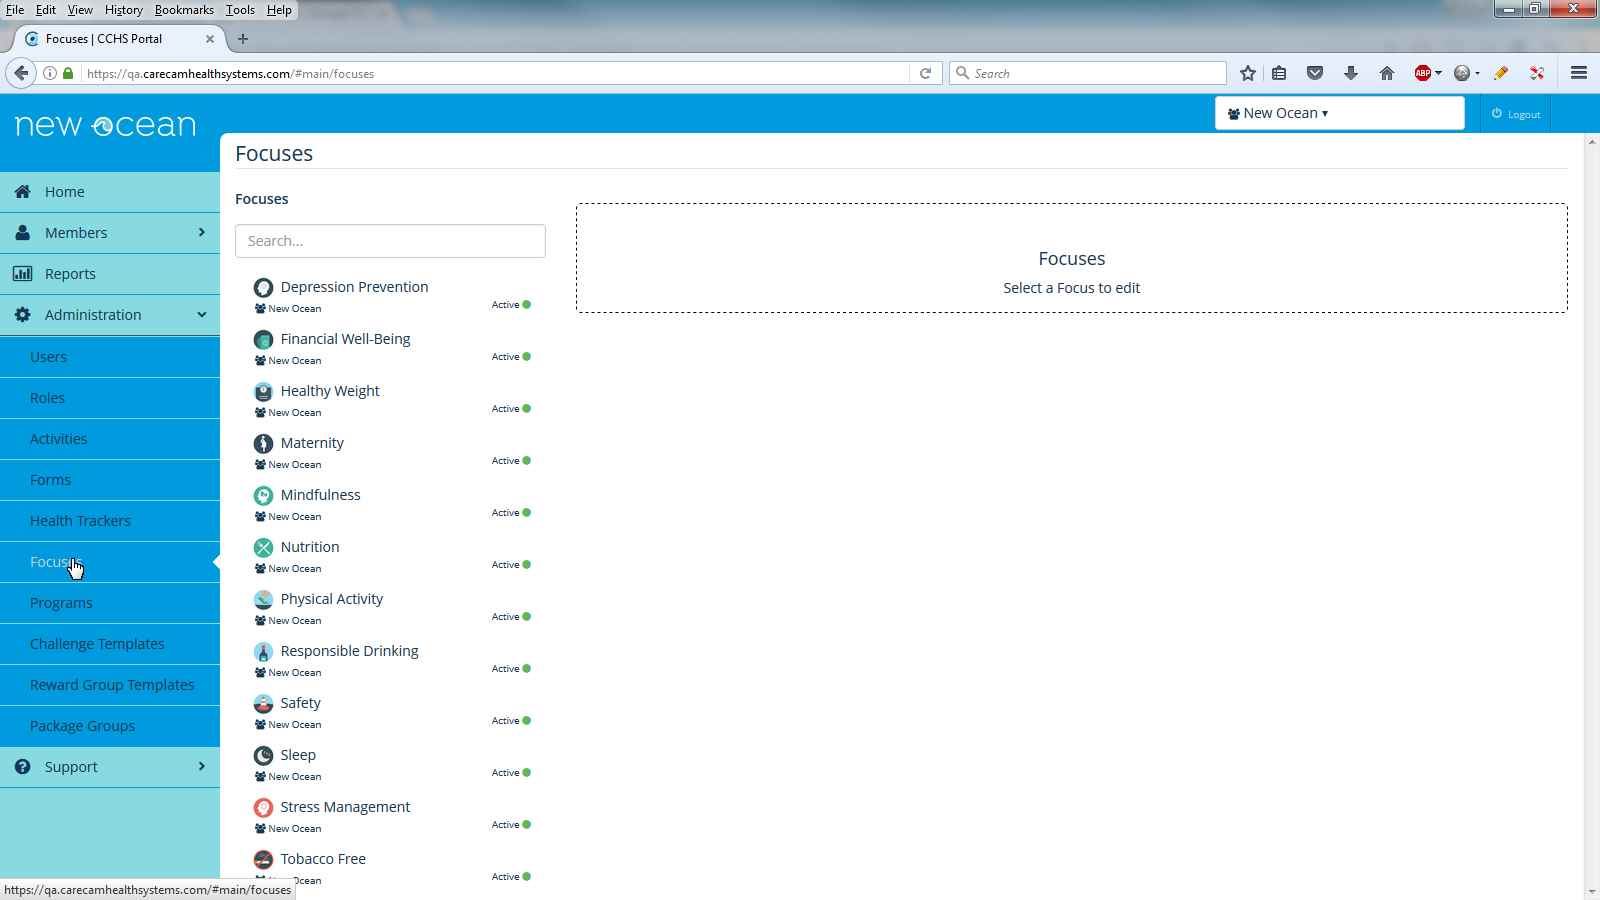 File Edit View History Bookmarks Tools Help
Focuses | CCHS Portal
https://qa.carecamhealthsystems.com/#main/focuses
Search
ABP
new ocean
New Ocean
Logout
Focuses
Home
Members
Reports
Administration
Users
Roles
Activities
Forms
Health Trackers
Focuses
Programs
Challenge Templates
Reward Group Templates
Package Groups
Support
Focuses
Search...
Depression Prevention
New Ocean
Active
Financial Well-Being
New Ocean
Active
Healthy Weight
New Ocean
Active
Maternity
New Ocean
Active
Mindfulness
New Ocean
Active
Nutrition
New Ocean
Active
Physical Activity
New Ocean
Active
Responsible Drinking
New Ocean
Active
Safety
New Ocean
Active
Sleep
New Ocean
Active
Stress Management
New Ocean
Active
Tobacco Free
Ocean
Active
Focuses
Select a Focus to edit
https://qa.carecamhealthsystems.com/#main/focuses